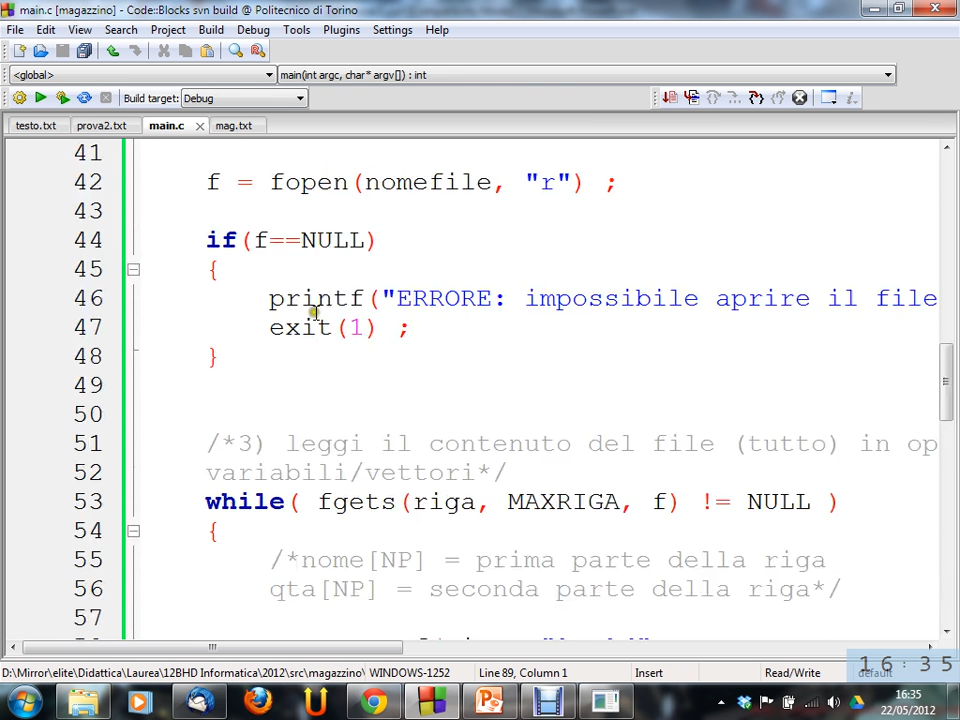 main.c [magazzino] - Code::Blocks svn build @ Politecnico di Torino
File Edit View Search Project Build Debug Tools Plugins Settings Help
<global> main(int argc, char* argv[]) : int
Build target: Debug
testo.txt prova2.txt main.c mag.txt
41
42 f = fopen(nomefile, "r") ;
43
44 if(f==NULL)
45 {
46 printf("ERRORE: impossibile aprire il file
47 exit(1) ;
48 }
49
50
51 /*3) leggi il contenuto del file (tutto) in op
52 variabili/vettori*/
53 while( fgets(riga, MAXRIGA, f) != NULL )
54 {
55 /*nome[NP] = prima parte della riga
56 qta[NP] = seconda parte della riga*/
57
D:\Mirror\elite\Didattica\Laurea\12BHD Informatica\2012\src\magazzino\ WINDOWS-1252 Line 89, Column 1 Insert Read/Write default
16:35
16:35
22/05/2012